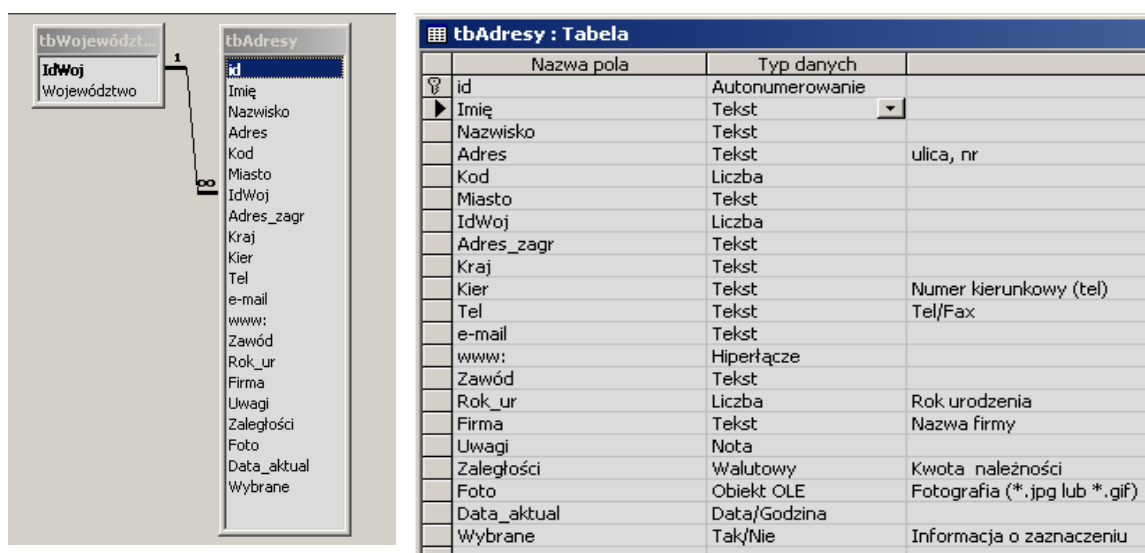 tbWojewództ...
IdWoj
Województwo
1
∞
tbAdresy
id
Imię
Nazwisko
Adres
Kod
Miasto
IdWoj
Adres_zagr
Kraj
Kier
Tel
e-mail
www:
Zawód
Rok_ur
Firma
Uwagi
Zaległości
Foto
Data_aktual
Wybrane
tbAdresy : Tabela
Nazwa pola Typ danych
id Autonumerowanie
Imię Tekst
Nazwisko Tekst
Adres Tekst ulica, nr
Kod Liczba
Miasto Tekst
IdWoj Liczba
Adres_zagr Tekst
Kraj Tekst
Kier Tekst Numer kierunkowy (tel)
Tel Tekst Tel/Fax
e-mail Tekst
www: Hiperłącze
Zawód Tekst
Rok_ur Liczba Rok urodzenia
Firma Tekst Nazwa firmy
Uwagi Nota
Zaległości Walutowy Kwota należności
Foto Obiekt OLE Fotografia (*.jpg lub *.gif)
Data_aktual Data/Godzina
Wybrane Tak/Nie Informacja o zaznaczeniu